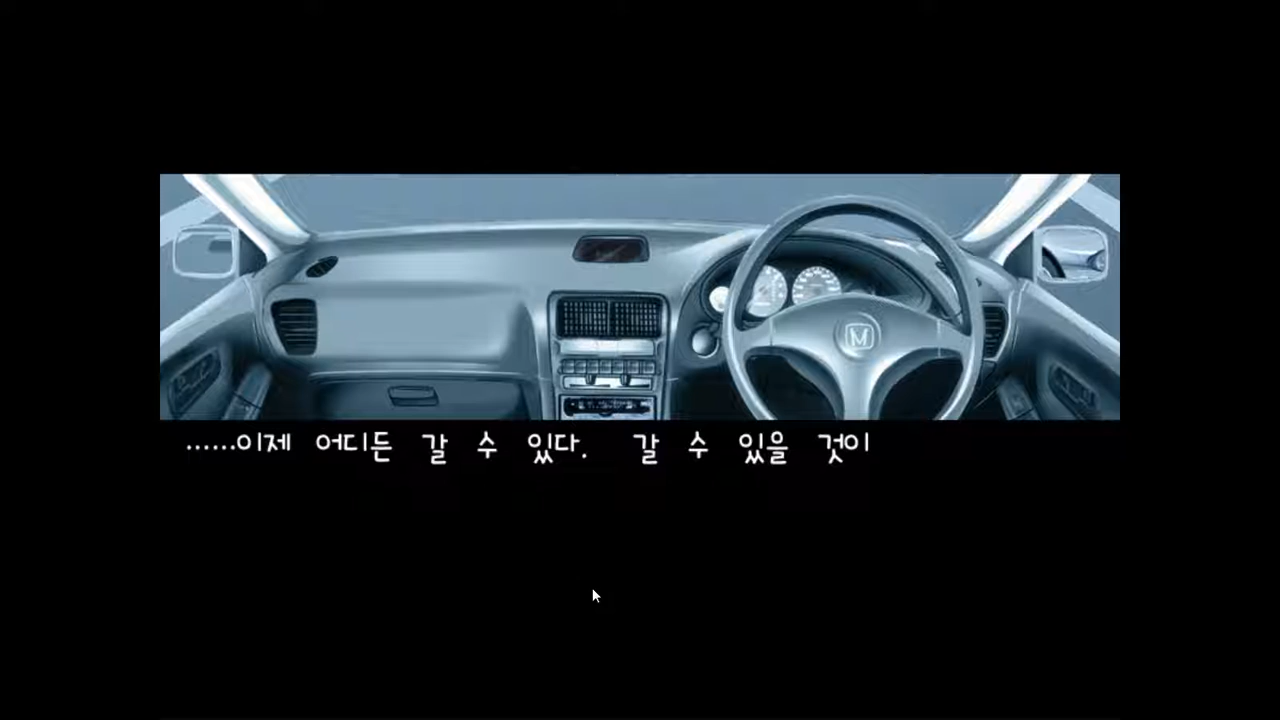 ……이제 어디든 갈 수 있다. 갈 수 있을 것이